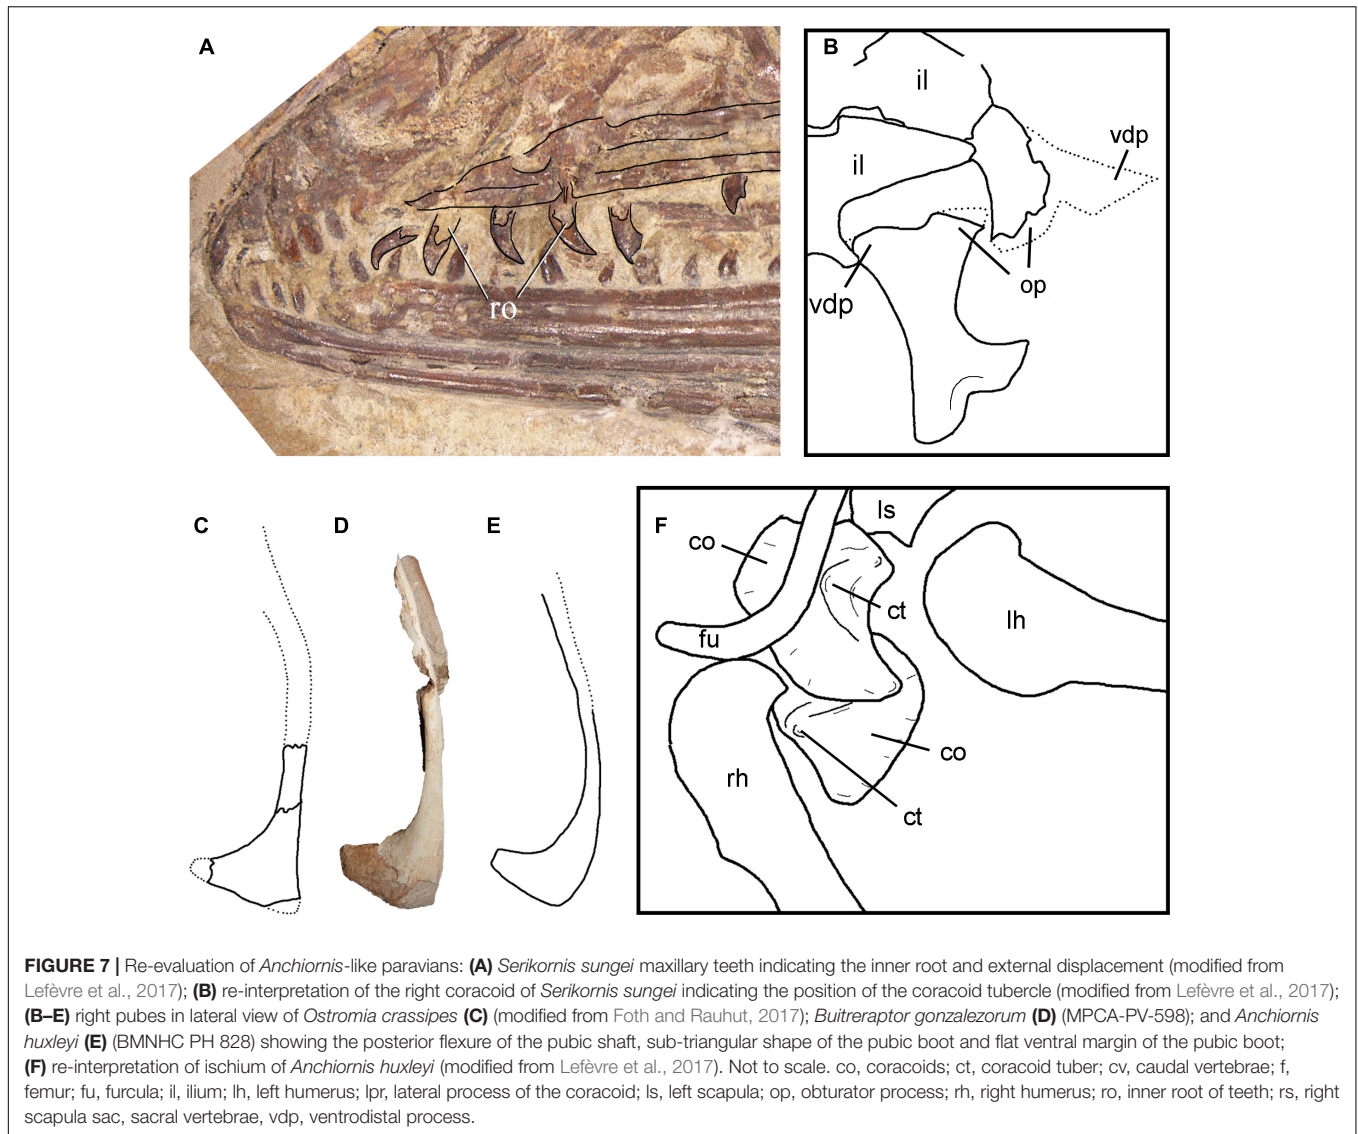 A
B
il
il
vdp
vdp
op
ro
C
D
E
F
ls
co
ct
lh
fu
co
rh
ct
FIGURE 7 | Re-evaluation of Anchiornis-like paravians: (A) Serikornis sungei maxillary teeth indicating the inner root and external displacement (modified from
Lefèvre et al., 2017); (B) re-interpretation of the right coracoid of Serikornis sungei indicating the position of the coracoid tubercle (modified from Lefèvre et al., 2017);
(B–E) right pubes in lateral view of Ostromia crassipes (C) (modified from Foth and Rauhut, 2017); Buitreraptor gonzalezorum (D) (MPCA-PV-598); and Anchiornis
huxleyi (E) (BMNHC PH 828) showing the posterior flexure of the pubic shaft, sub-triangular shape of the pubic boot and flat ventral margin of the pubic boot;
(F) re-interpretation of ischium of Anchiornis huxleyi (modified from Lefèvre et al., 2017). Not to scale. co, coracoids; ct, coracoid tuber; cv, caudal vertebrae; f,
femur; fu, furcula; il, ilium; lh, left humerus; lpr, lateral process of the coracoid; ls, left scapula; op, obturator process; rh, right humerus; ro, inner root of teeth; rs, right
scapula sac, sacral vertebrae, vdp, ventrodistal process.